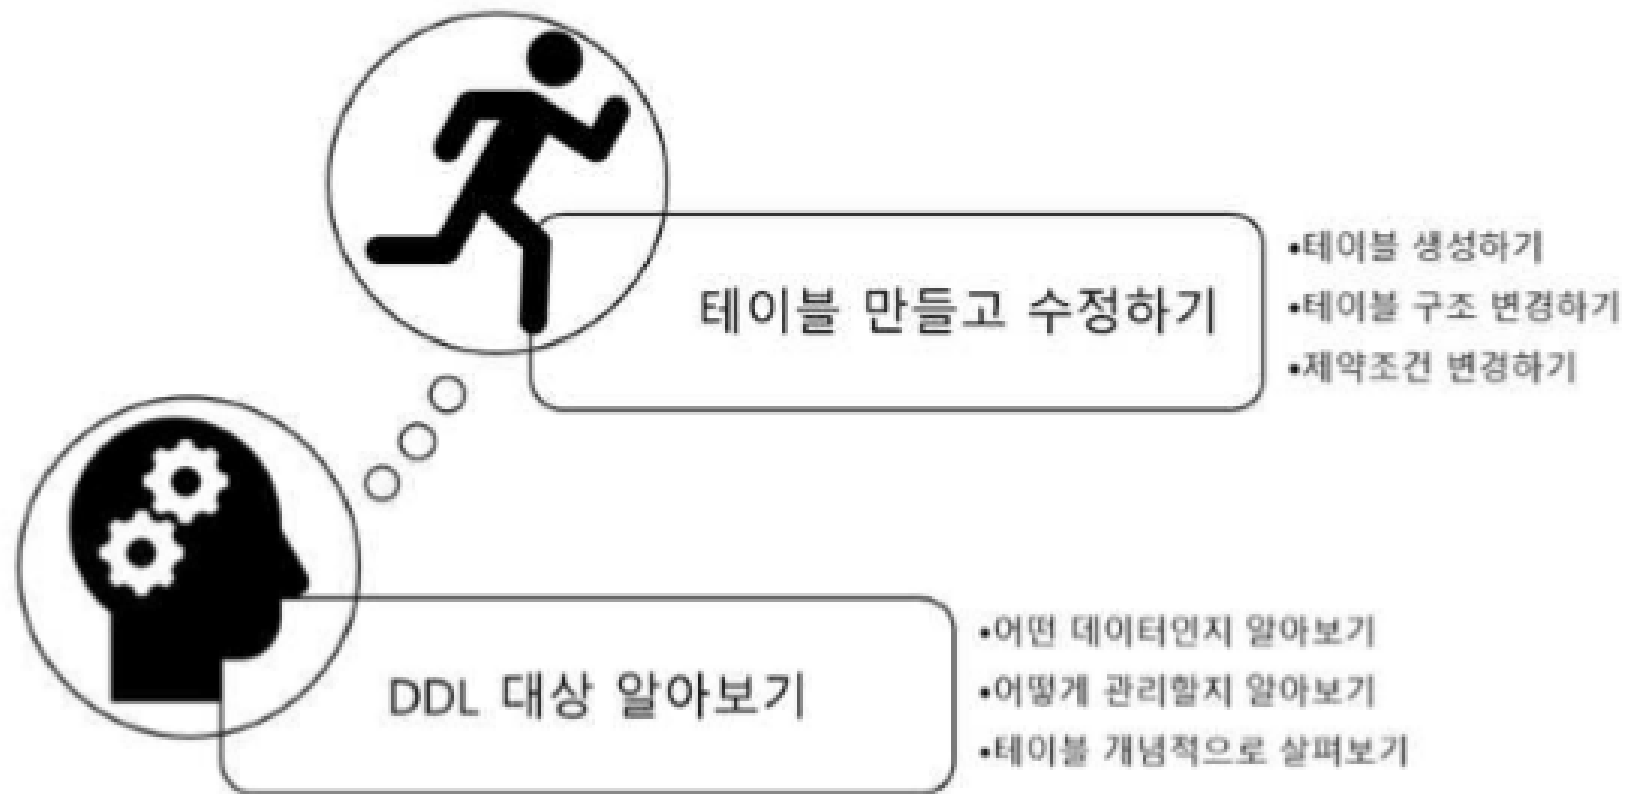 테이블 만들고 수정하기
•테이블 생성하기
•테이블 구조 변경하기
•제약조건 변경하기
DDL 대상 알아보기
•어떤 데이터인지 알아보기
•어떻게 관리할지 알아보기
•테이블 개념적으로 살펴보기